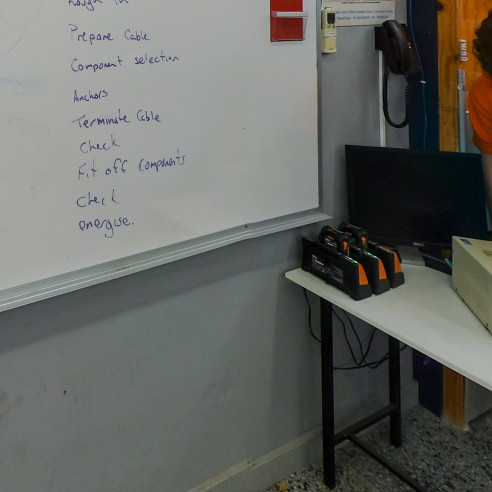 Rough in
Prepare Cable
Component selection
Anchors
Terminate Cable
Check
Fit off Components
Check
energise.